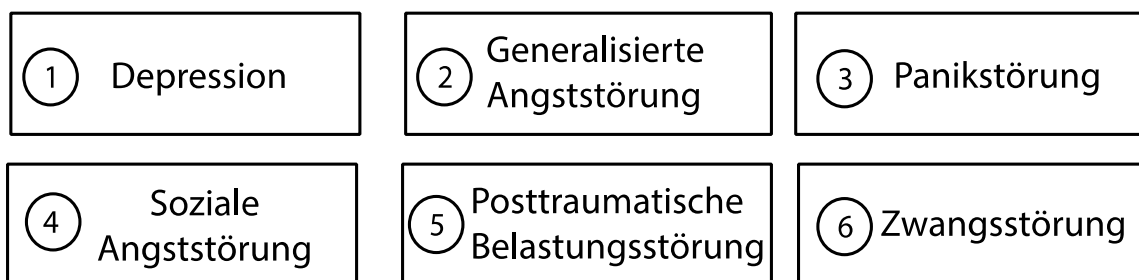 1 Depression
2 Generalisierte
Angststörung
3 Panikstörung
4 Soziale
Angststörung
5 Posttraumatische
Belastungsstörung
6 Zwangsstörung